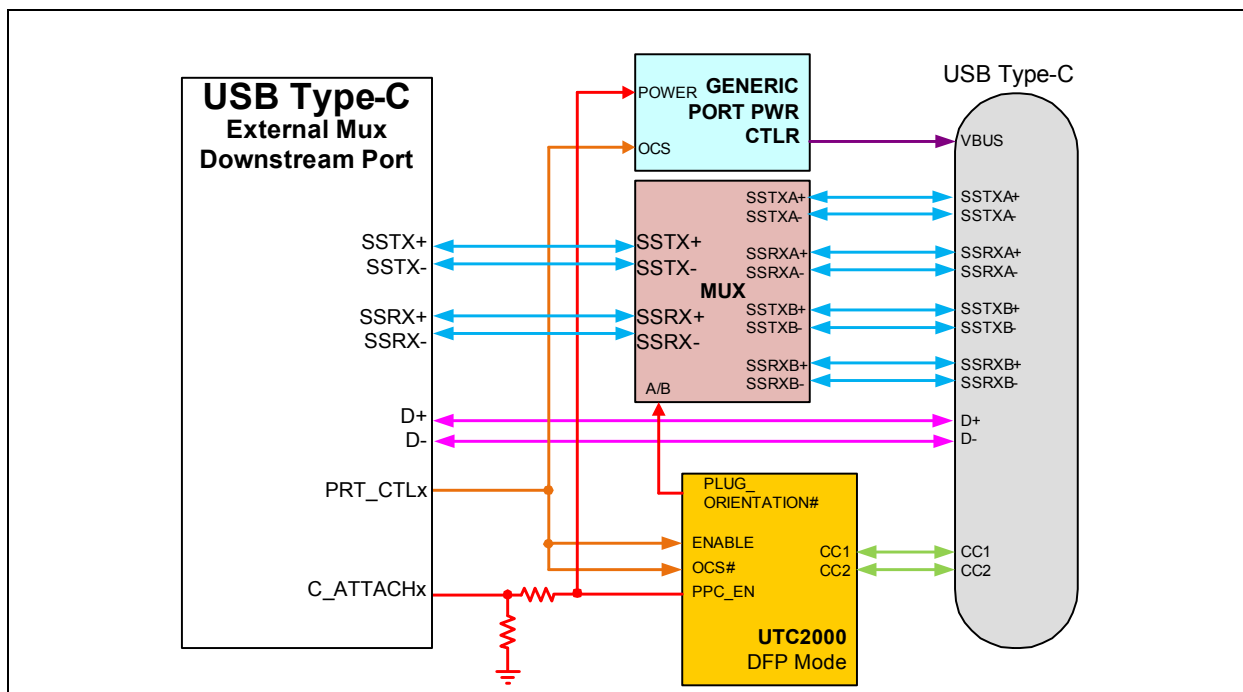 USB Type-C
External Mux
Downstream Port
SSTX+
SSTX-
SSRX+
SSRX-
D+
D-
PRT_CTLx
C_ATTACHx
POWER
GENERIC
PORT PWR
CTLR
OCS
SSTX+
SSTX-
SSRX+
SSRX-
MUX
A/B
SSTXA+
SSTXA-
SSRXA+
SSRXA-
SSTXB+
SSTXB-
SSRXB+
SSRXB-
PLUG_
ORIENTATION#
ENABLE
OCS#
PPC_EN
CC1
CC2
UTC2000
DFP Mode
USB Type-C
VBUS
SSTXA+
SSTXA-
SSRXA+
SSRXA-
SSTXB+
SSTXB-
SSRXB+
SSRXB-
D+
D-
CC1
CC2